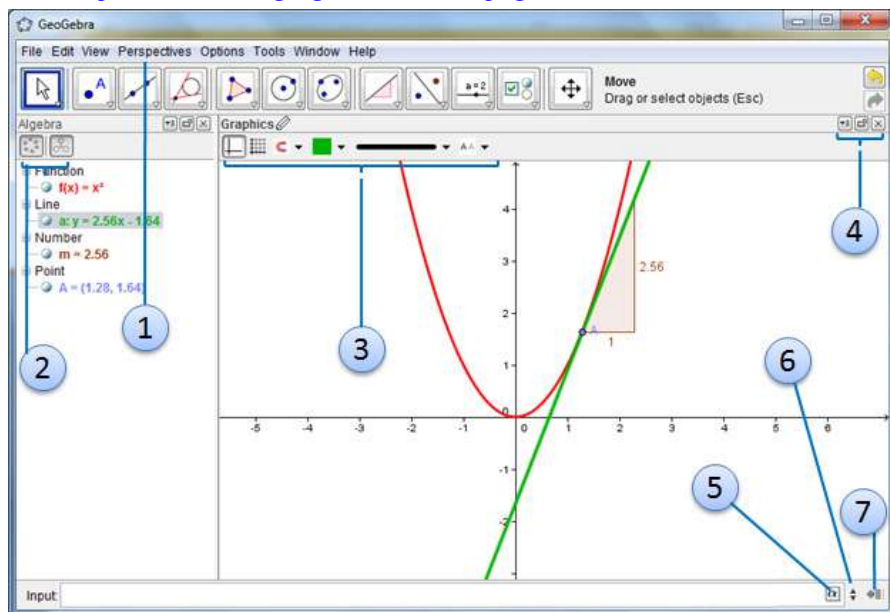 GeoGebra
File Edit View Perspectives Options Tools Window Help
A
a=2
Move
Drag or select objects (Esc)
Algebra
Graphics
A A
Function
f(x) = x²
Line
a: y = 2.56x - 1.64
Number
m = 2.56
Point
A = (1.28, 1.64)
1
2
3
4
5
6
7
4
3
2
1
0
-1
-2
-5 -4 -3 -2 -1 0 1 2 3 4 5 6
2.56
1
A
Input:
α